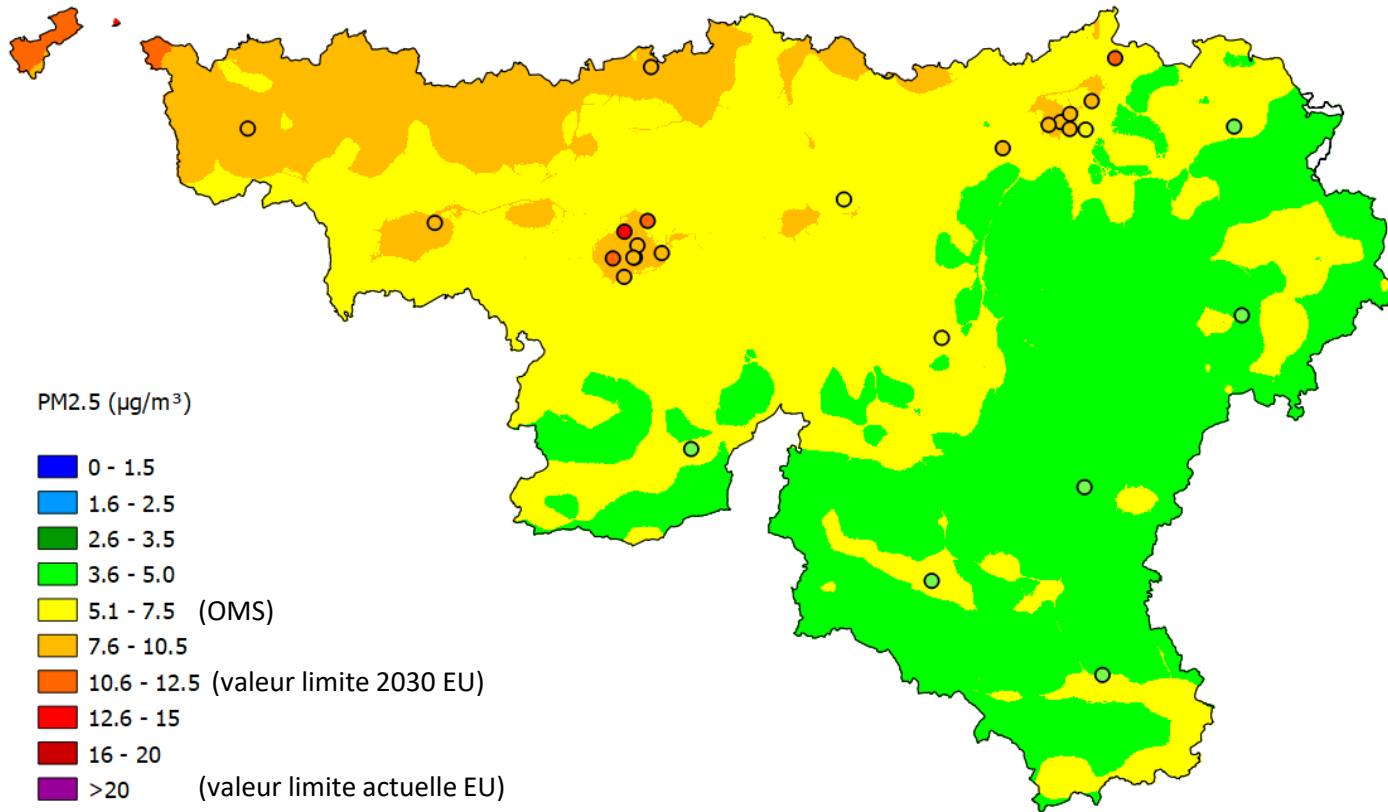 PM2.5 (µg/m³)
0 - 1.5
1.6 - 2.5
2.6 - 3.5
3.6 - 5.0
5.1 - 7.5 (OMS)
7.6 - 10.5
10.6 - 12.5 (valeur limite 2030 EU)
12.6 - 15
16 - 20
>20 (valeur limite actuelle EU)